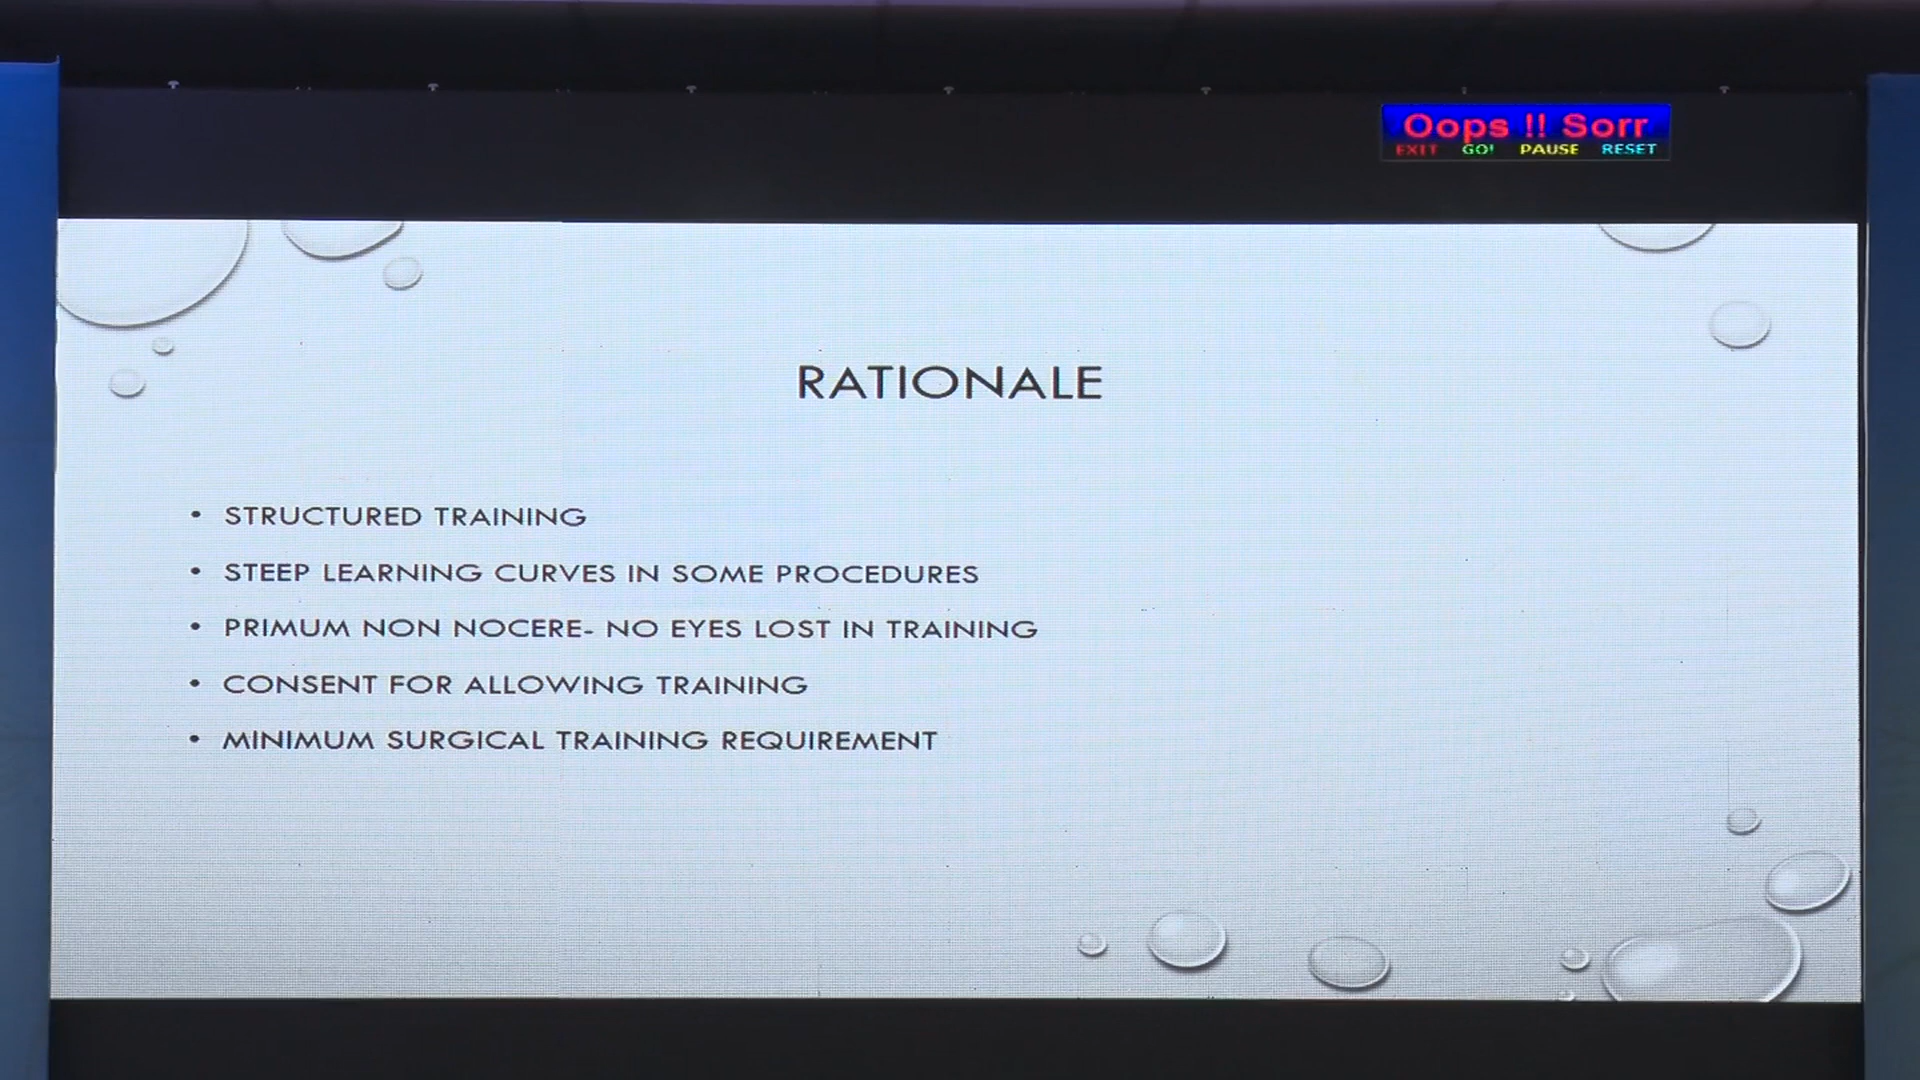 Oops !! Sorr
EXIT GO! PAUSE RESET
RATIONALE
• STRUCTURED TRAINING
• STEEP LEARNING CURVES IN SOME PROCEDURES
• PRIMUM NON NOCERE- NO EYES LOST IN TRAINING
• CONSENT FOR ALLOWING TRAINING
• MINIMUM SURGICAL TRAINING REQUIREMENT